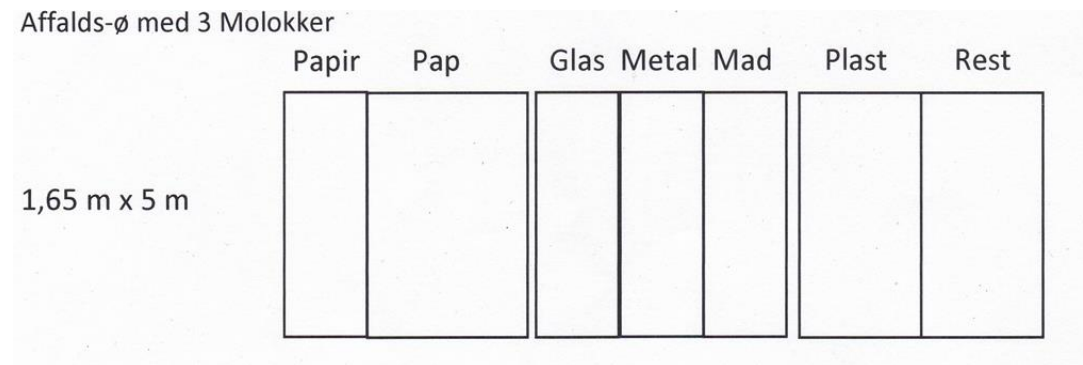 Affalds-ø med 3 Molokker
Papir Pap Glas Metal Mad Plast Rest
1,65 m x 5 m